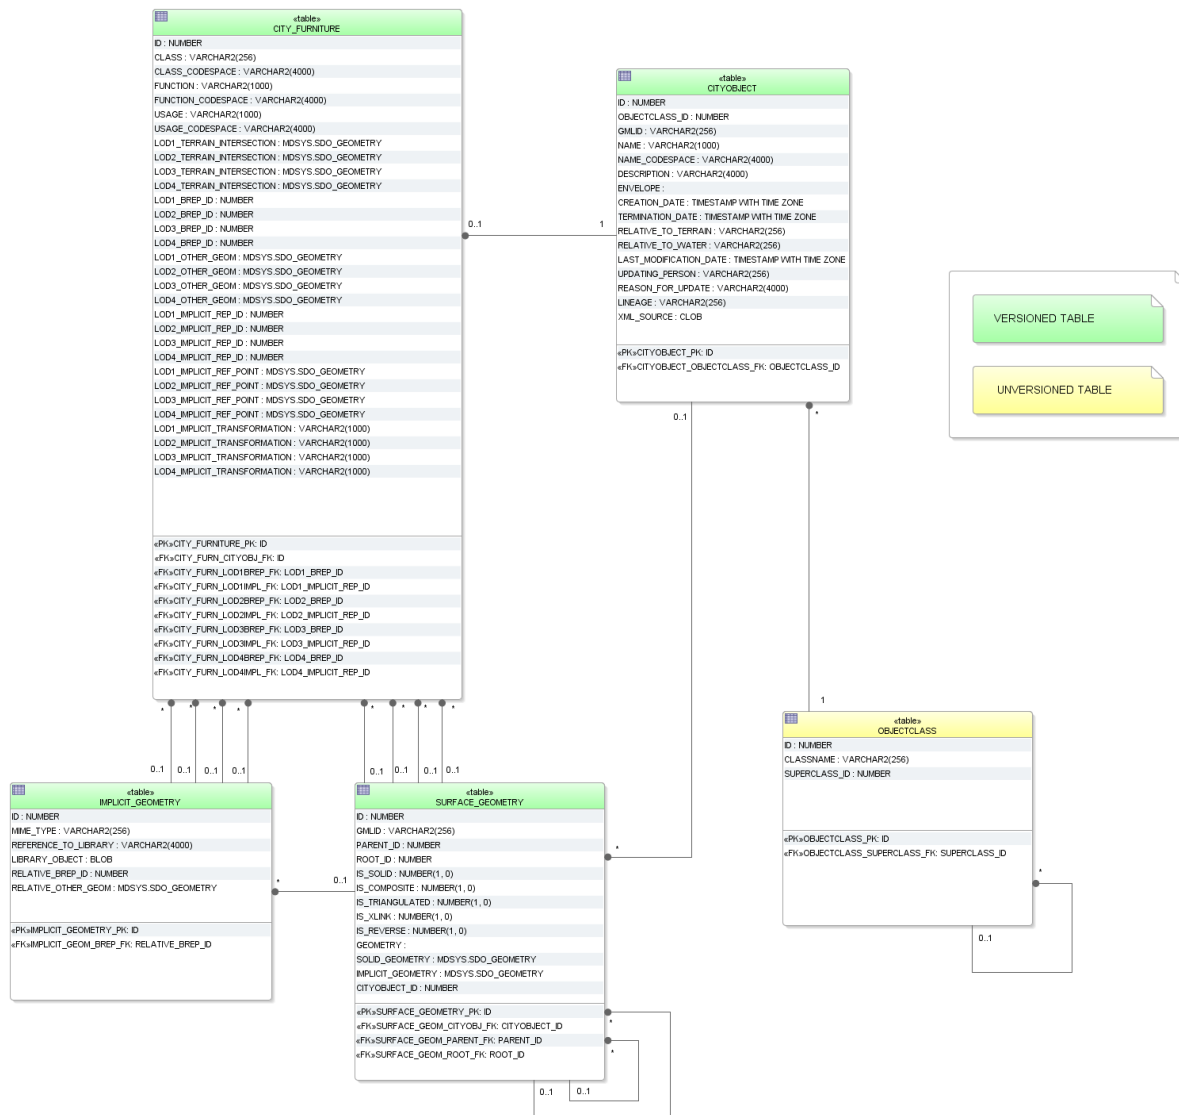 «table»
CITY_FURNITURE
ID : NUMBER
CLASS : VARCHAR2(256)
CLASS_CODESPACE : VARCHAR2(4000)
FUNCTION : VARCHAR2(1000)
FUNCTION_CODESPACE : VARCHAR2(4000)
USAGE : VARCHAR2(1000)
USAGE_CODESPACE : VARCHAR2(4000)
LOD1_TERRAIN_INTERSECTION : MDSYS.SDO_GEOMETRY
LOD2_TERRAIN_INTERSECTION : MDSYS.SDO_GEOMETRY
LOD3_TERRAIN_INTERSECTION : MDSYS.SDO_GEOMETRY
LOD4_TERRAIN_INTERSECTION : MDSYS.SDO_GEOMETRY
LOD1_BREP_ID : NUMBER
LOD2_BREP_ID : NUMBER
LOD3_BREP_ID : NUMBER
LOD4_BREP_ID : NUMBER
LOD1_OTHER_GEOM : MDSYS.SDO_GEOMETRY
LOD2_OTHER_GEOM : MDSYS.SDO_GEOMETRY
LOD3_OTHER_GEOM : MDSYS.SDO_GEOMETRY
LOD4_OTHER_GEOM : MDSYS.SDO_GEOMETRY
LOD1_IMPLICIT_REP_ID : NUMBER
LOD2_IMPLICIT_REP_ID : NUMBER
LOD3_IMPLICIT_REP_ID : NUMBER
LOD4_IMPLICIT_REP_ID : NUMBER
LOD1_IMPLICIT_REF_POINT : MDSYS.SDO_GEOMETRY
LOD2_IMPLICIT_REF_POINT : MDSYS.SDO_GEOMETRY
LOD3_IMPLICIT_REF_POINT : MDSYS.SDO_GEOMETRY
LOD4_IMPLICIT_REF_POINT : MDSYS.SDO_GEOMETRY
LOD1_IMPLICIT_TRANSFORMATION : VARCHAR2(1000)
LOD2_IMPLICIT_TRANSFORMATION : VARCHAR2(1000)
LOD3_IMPLICIT_TRANSFORMATION : VARCHAR2(1000)
LOD4_IMPLICIT_TRANSFORMATION : VARCHAR2(1000)
«PK»CITY_FURNITURE_PK: ID
«FK»CITY_FURN_CITYOBJ_FK: ID
«FK»CITY_FURN_LOD1BREP_FK: LOD1_BREP_ID
«FK»CITY_FURN_LOD1IMPL_FK: LOD1_IMPLICIT_REP_ID
«FK»CITY_FURN_LOD2BREP_FK: LOD2_BREP_ID
«FK»CITY_FURN_LOD2IMPL_FK: LOD2_IMPLICIT_REP_ID
«FK»CITY_FURN_LOD3BREP_FK: LOD3_BREP_ID
«FK»CITY_FURN_LOD3IMPL_FK: LOD3_IMPLICIT_REP_ID
«FK»CITY_FURN_LOD4BREP_FK: LOD4_BREP_ID
«FK»CITY_FURN_LOD4IMPL_FK: LOD4_IMPLICIT_REP_ID
0..1 1
«table»
CITYOBJECT
ID : NUMBER
OBJECTCLASS_ID : NUMBER
GMLID : VARCHAR2(256)
NAME : VARCHAR2(1000)
NAME_CODESPACE : VARCHAR2(4000)
DESCRIPTION : VARCHAR2(4000)
ENVELOPE :
CREATION_DATE : TIMESTAMP WITH TIME ZONE
TERMINATION_DATE : TIMESTAMP WITH TIME ZONE
RELATIVE_TO_TERRAIN : VARCHAR2(256)
RELATIVE_TO_WATER : VARCHAR2(256)
LAST_MODIFICATION_DATE : TIMESTAMP WITH TIME ZONE
UPDATING_PERSON : VARCHAR2(256)
REASON_FOR_UPDATE : VARCHAR2(4000)
LINEAGE : VARCHAR2(256)
XML_SOURCE : CLOB
«PK»CITYOBJECT_PK: ID
«FK»CITYOBJECT_OBJECTCLASS_FK: OBJECTCLASS_ID
0..1 *
VERSIONED TABLE
UNVERSIONED TABLE
* * * * * * * *
0..1 0..1 0..1 0..1 0..1 0..1 0..1 0..1
1
«table»
OBJECTCLASS
ID : NUMBER
CLASSNAME : VARCHAR2(256)
SUPERCLASS_ID : NUMBER
«PK»OBJECTCLASS_PK: ID
«FK»OBJECTCLASS_SUPERCLASS_FK: SUPERCLASS_ID
*
0..1
«table»
IMPLICIT_GEOMETRY
ID : NUMBER
MIME_TYPE : VARCHAR2(256)
REFERENCE_TO_LIBRARY : VARCHAR2(4000)
LIBRARY_OBJECT : BLOB
RELATIVE_BREP_ID : NUMBER
RELATIVE_OTHER_GEOM : MDSYS.SDO_GEOMETRY
«PK»IMPLICIT_GEOMETRY_PK: ID
«FK»IMPLICIT_GEOM_BREP_FK: RELATIVE_BREP_ID
* 0..1
«table»
SURFACE_GEOMETRY
ID : NUMBER
GMLID : VARCHAR2(256)
PARENT_ID : NUMBER
ROOT_ID : NUMBER
IS_SOLID : NUMBER(1, 0)
IS_COMPOSITE : NUMBER(1, 0)
IS_TRIANGULATED : NUMBER(1, 0)
IS_XLINK : NUMBER(1, 0)
IS_REVERSE : NUMBER(1, 0)
GEOMETRY :
SOLID_GEOMETRY : MDSYS.SDO_GEOMETRY
IMPLICIT_GEOMETRY : MDSYS.SDO_GEOMETRY
CITYOBJECT_ID : NUMBER
«PK»SURFACE_GEOMETRY_PK: ID
«FK»SURFACE_GEOM_CITYOBJ_FK: CITYOBJECT_ID
«FK»SURFACE_GEOM_PARENT_FK: PARENT_ID
«FK»SURFACE_GEOM_ROOT_FK: ROOT_ID
*
*
*
0..1 0..1